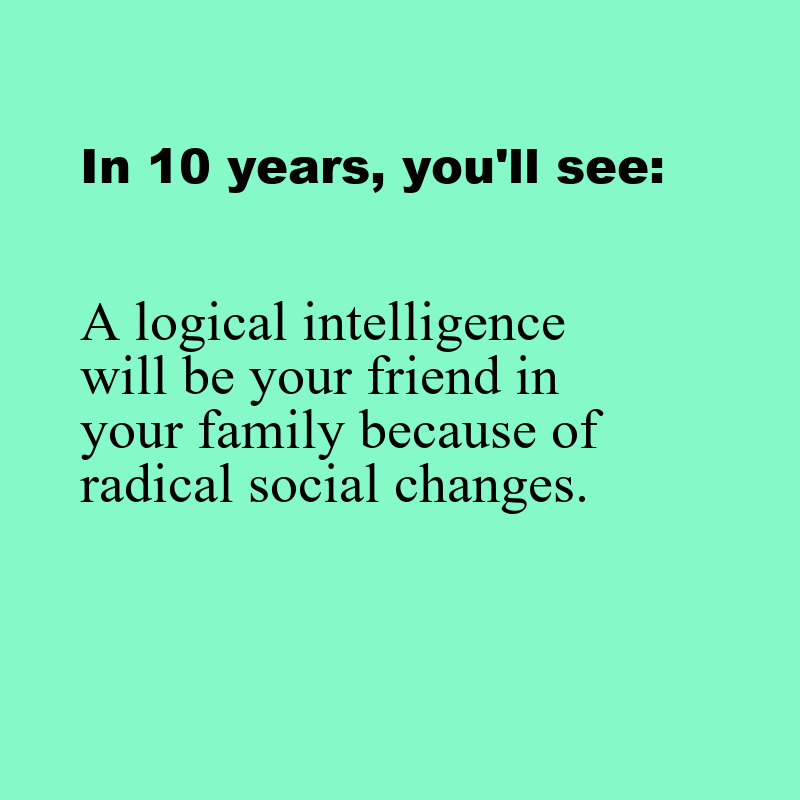 In 10 years, you'll see:
A logical intelligence
will be your friend in
your family because of
radical social changes.